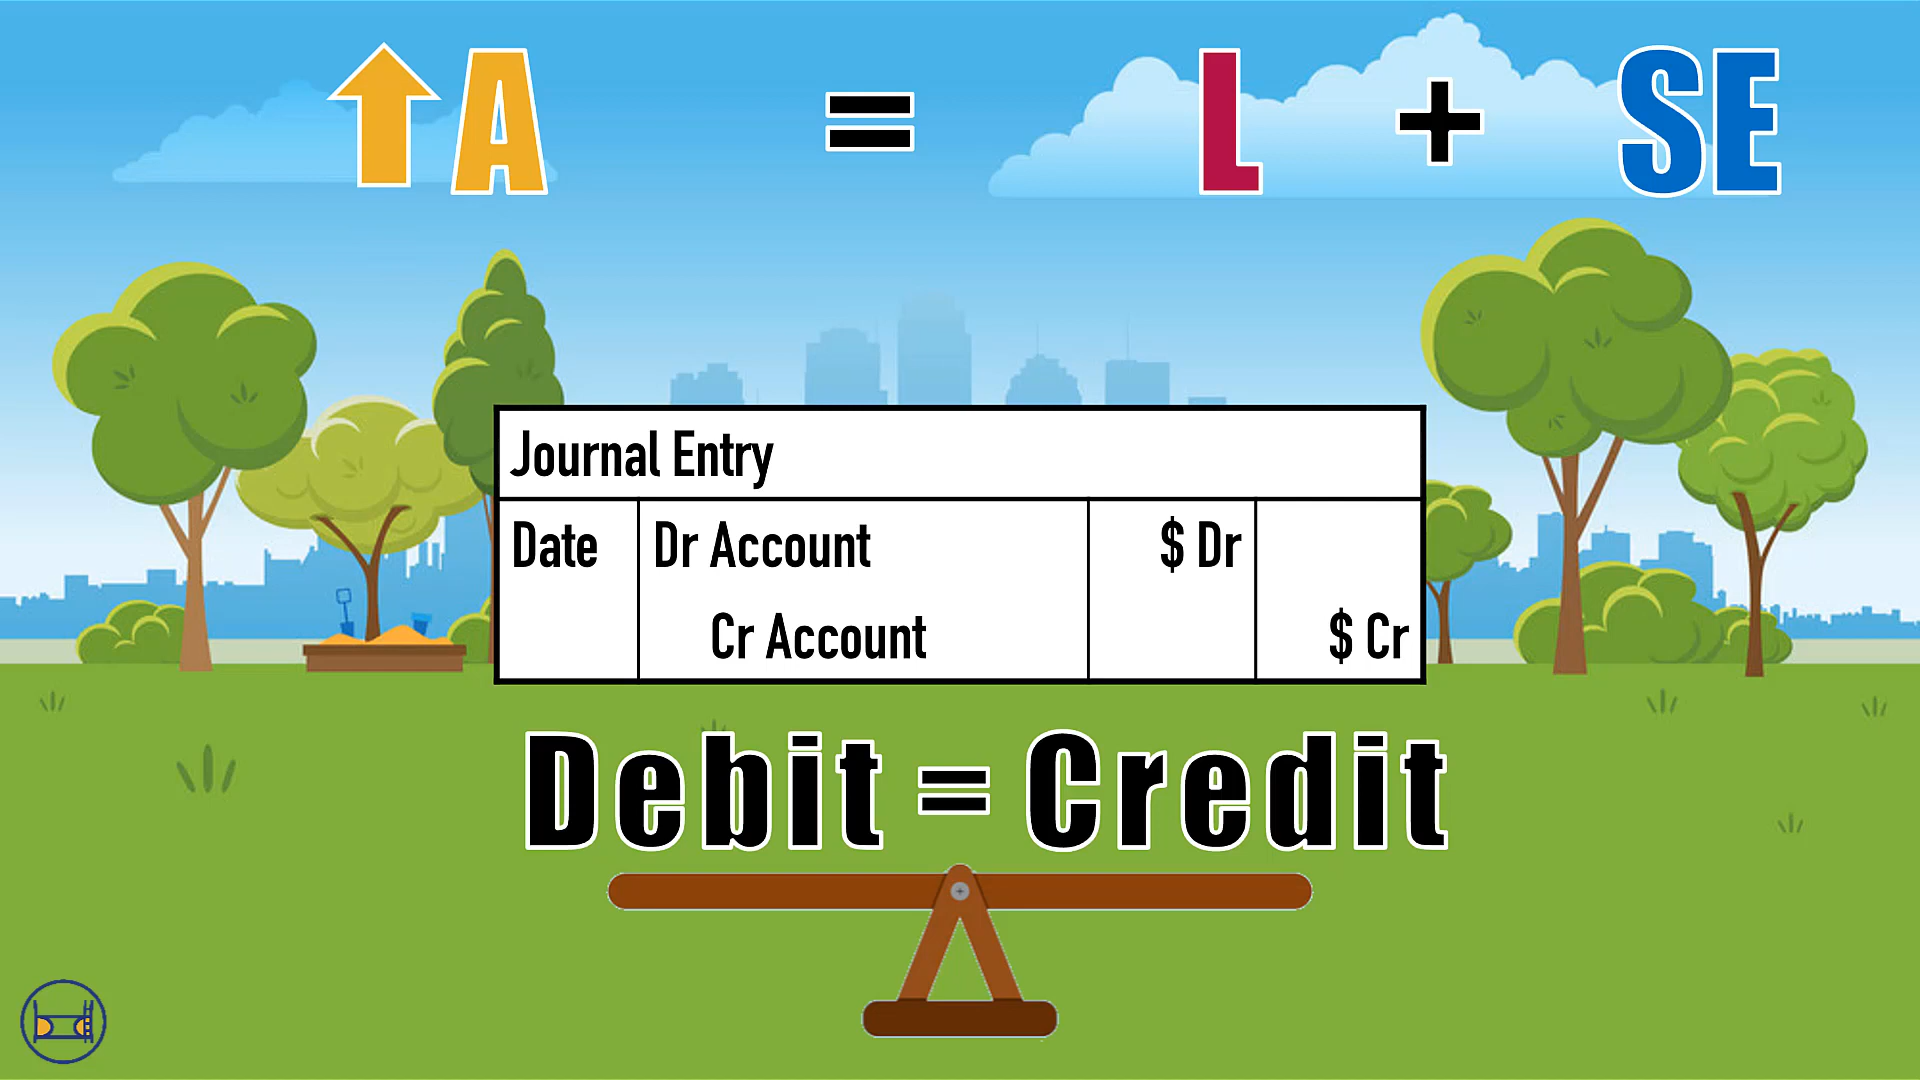 A = L + SE
Journal Entry
Date Dr Account $ Dr
Cr Account $ Cr
Debit = Credit